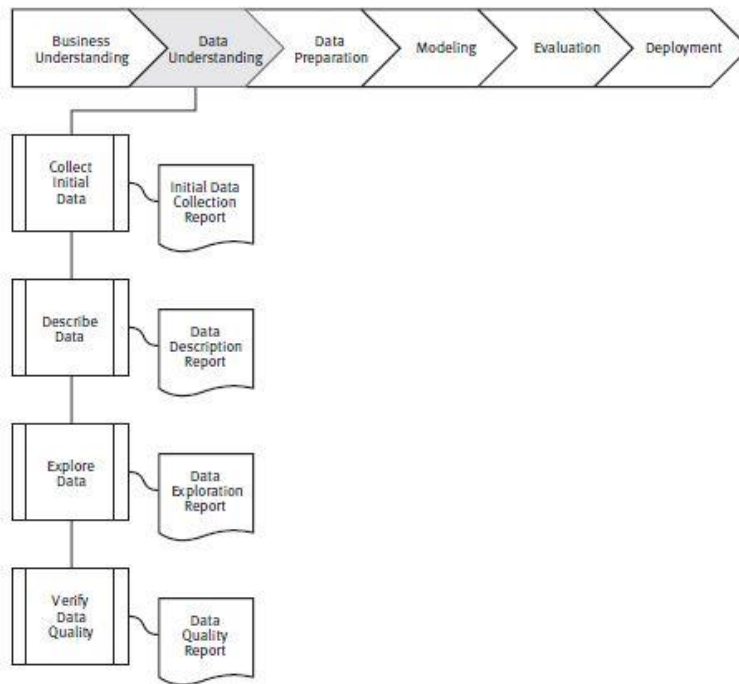 Business
Understanding
Data
Understanding
Data
Preparation
Modeling
Evaluation
Deployment
Collect
Initial
Data
Initial Data
Collection
Report
Describe
Data
Data
Description
Report
Explore
Data
Data
Exploration
Report
Verify
Data
Quality
Data
Quality
Report